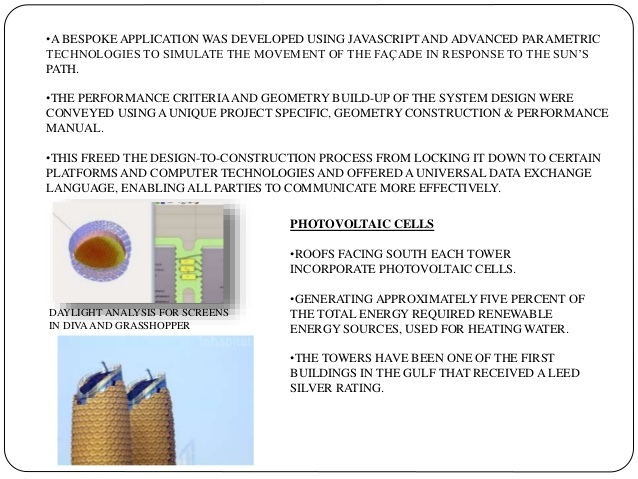 •A BESPOKE APPLICATION WAS DEVELOPED USING JAVASCRIPT AND ADVANCED PARAMETRIC
TECHNOLOGIES TO SIMULATE THE MOVEMENT OF THE FAÇADE IN RESPONSE TO THE SUN'S
PATH.
•THE PERFORMANCE CRITERIA AND GEOMETRY BUILD-UP OF THE SYSTEM DESIGN WERE
CONVEYED USING A UNIQUE PROJECT SPECIFIC, GEOMETRY CONSTRUCTION & PERFORMANCE
MANUAL.
•THIS FREED THE DESIGN-TO-CONSTRUCTION PROCESS FROM LOCKING IT DOWN TO CERTAIN
PLATFORMS AND COMPUTER TECHNOLOGIES AND OFFERED A UNIVERSAL DATA EXCHANGE
LANGUAGE, ENABLING ALL PARTIES TO COMMUNICATE MORE EFFECTIVELY.
DAYLIGHT ANALYSIS FOR SCREENS
IN DIVA AND GRASSHOPPER
PHOTOVOLTAIC CELLS
•ROOFS FACING SOUTH EACH TOWER
INCORPORATE PHOTOVOLTAIC CELLS.
•GENERATING APPROXIMATELY FIVE PERCENT OF
THE TOTAL ENERGY REQUIRED RENEWABLE
ENERGY SOURCES, USED FOR HEATING WATER.
•THE TOWERS HAVE BEEN ONE OF THE FIRST
BUILDINGS IN THE GULF THAT RECEIVED A LEED
SILVER RATING.